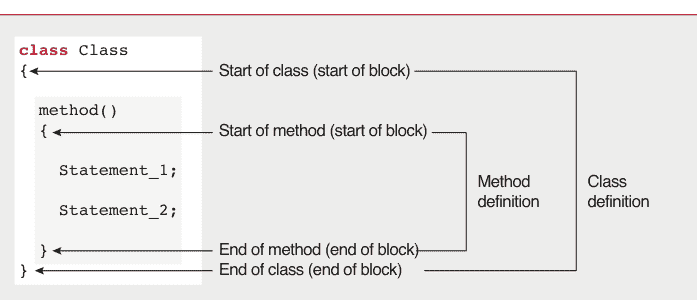 class Class
{ Start of class (start of block)
method()
{ Start of method (start of block)
Statement_1;
Method definition
Class definition
Statement_2;
} End of method (end of block)
} End of class (end of block)